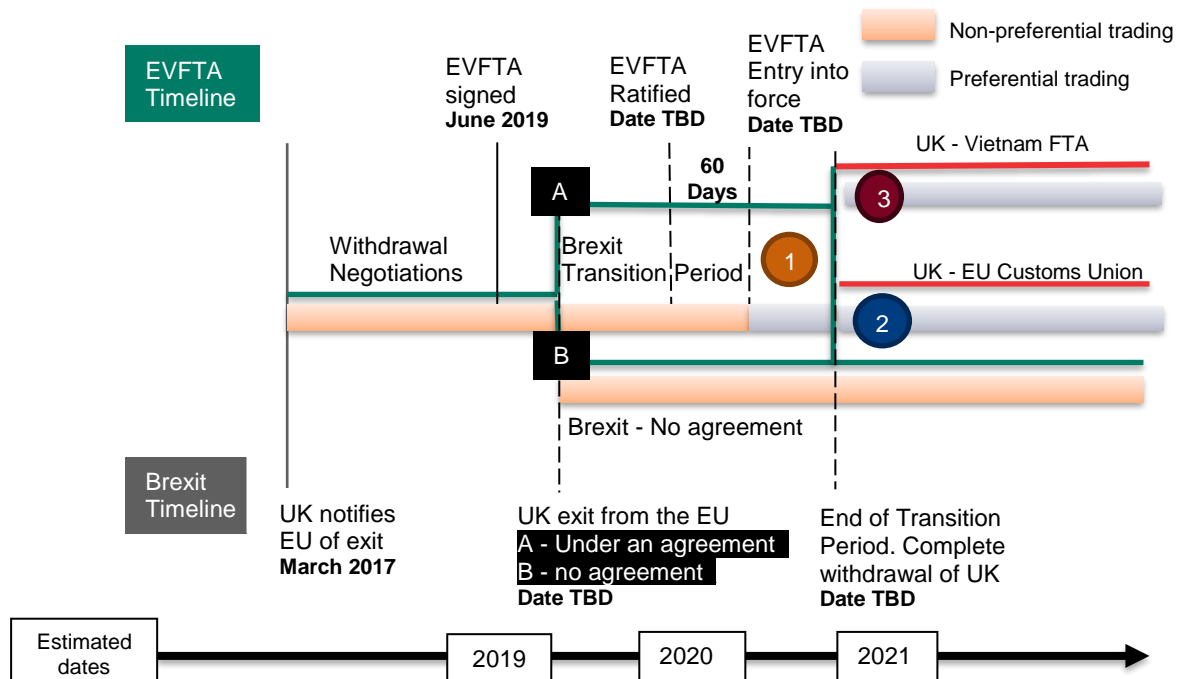 EVFTA
Timeline
EVFTA
signed
June 2019
EVFTA
Ratified
Date TBD
EVFTA
Entry into
force
Date TBD
Non-preferential trading
Preferential trading
UK - Vietnam FTA
60
Days
A
3
Withdrawal
Negotiations
Brexit
Transition Period
1
UK - EU Customs Union
2
B
Brexit - No agreement
Brexit
Timeline
UK notifies
EU of exit
March 2017
UK exit from the EU
A - Under an agreement
B - no agreement
Date TBD
End of Transition
Period. Complete
withdrawal of UK
Date TBD
Estimated
dates
2019
2020
2021